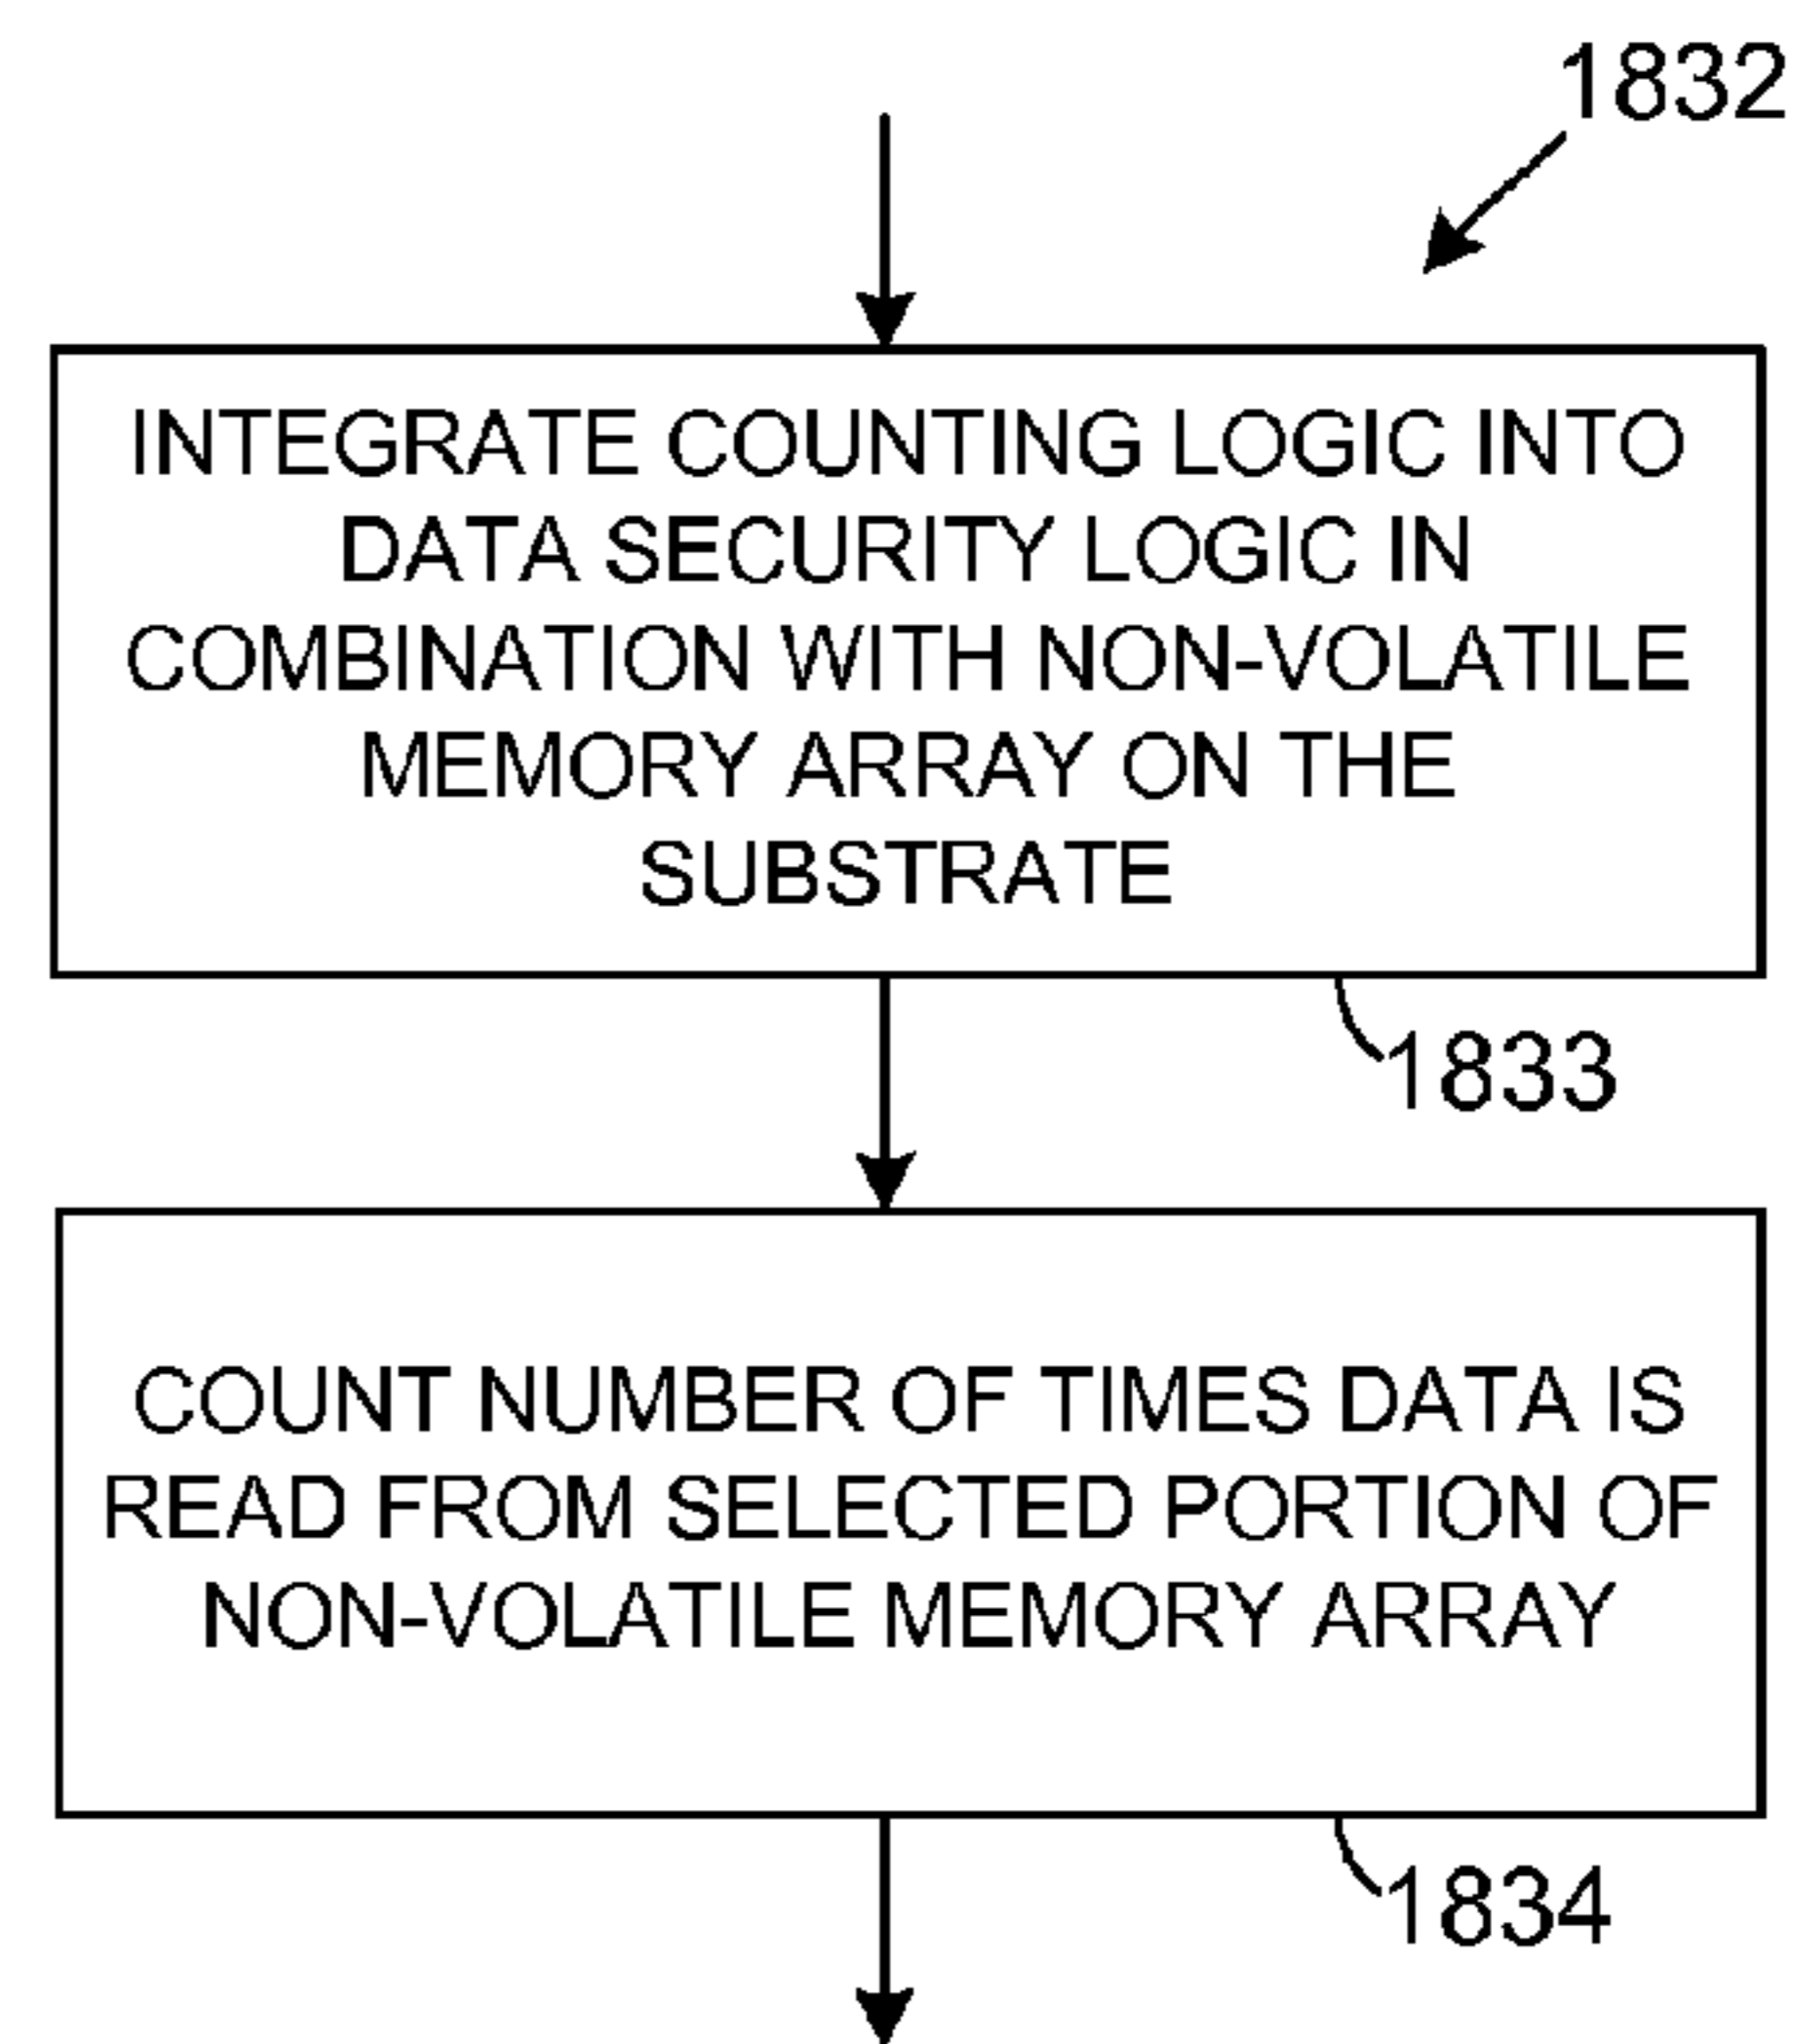 1832
INTEGRATE COUNTING LOGIC INTO
DATA SECURITY LOGIC IN
COMBINATION WITH NON-VOLATILE
MEMORY ARRAY ON THE
SUBSTRATE
1833
COUNT NUMBER OF TIMES DATA IS
READ FROM SELECTED PORTION OF
NON-VOLATILE MEMORY ARRAY
1834